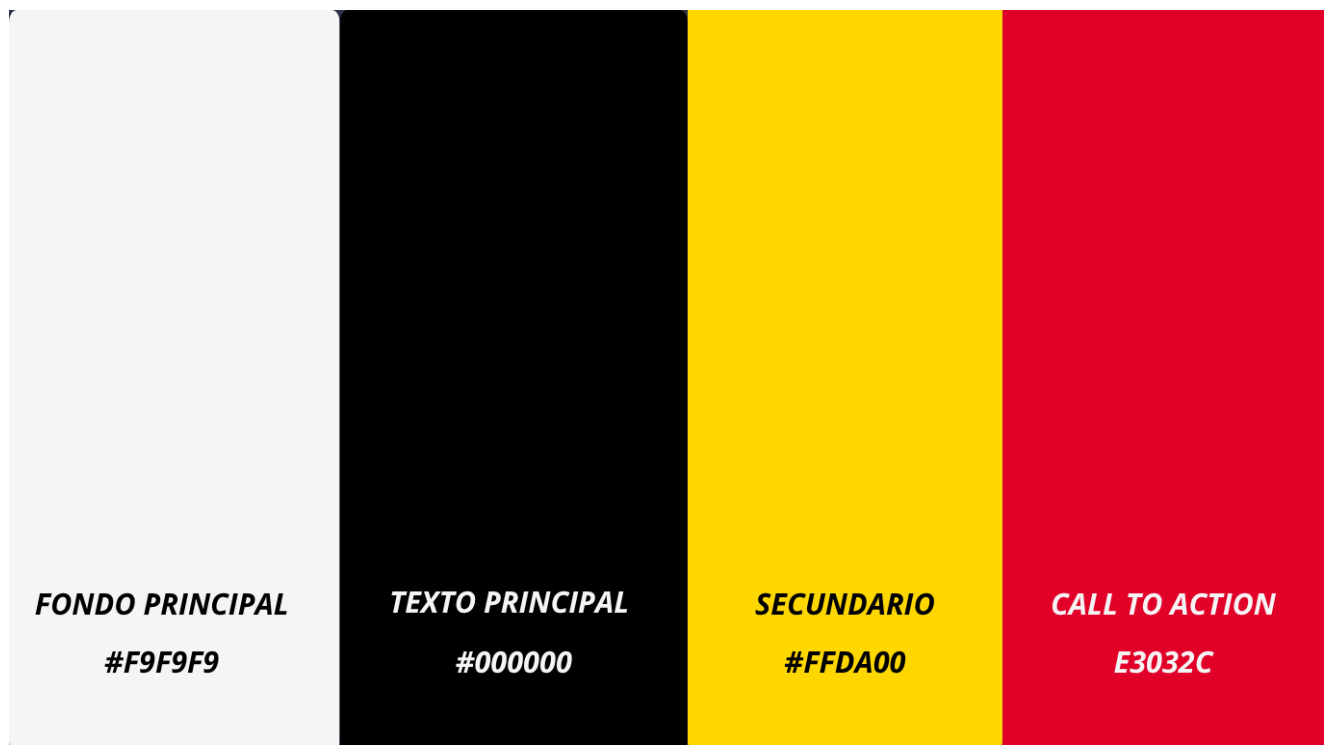 FONDO PRINCIPAL
#F9F9F9
TEXTO PRINCIPAL
#000000
SECUNDARIO
#FFDA00
CALL TO ACTION
E3032C